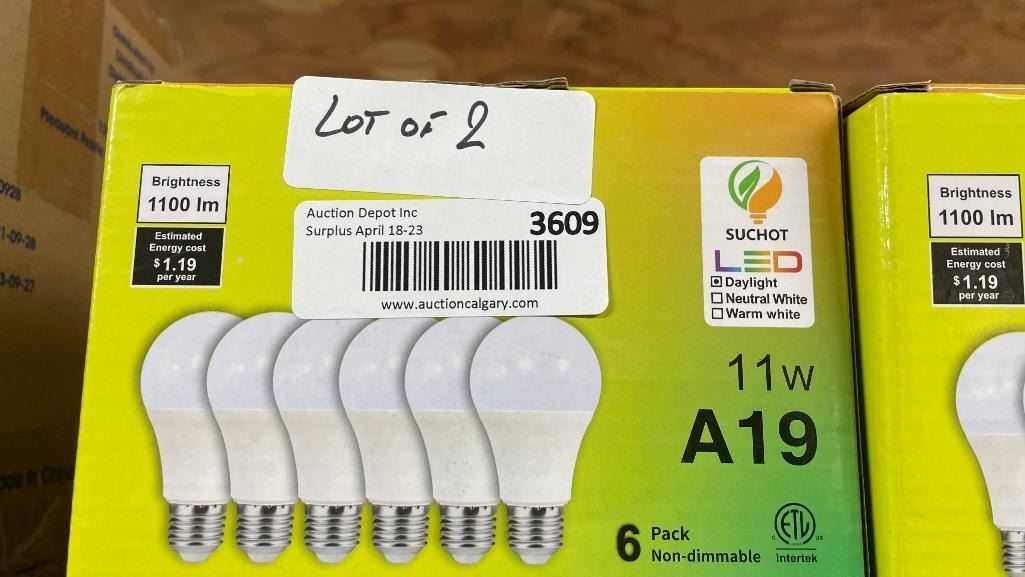 LOT OF 2
Auction Depot Inc
Surplus April 18-23
3609
www.auctioncalgary.com
Brightness
1100 lm
Estimated
Energy cost
$1.19
per year
SUCHOT
LED
Daylight
Neutral White
Warm white
11w
A19
6 Pack
Non-dimmable
ETL
C US
Intertek
Brightness
1100 lm
Estimated
Energy cost
$1.19
per year